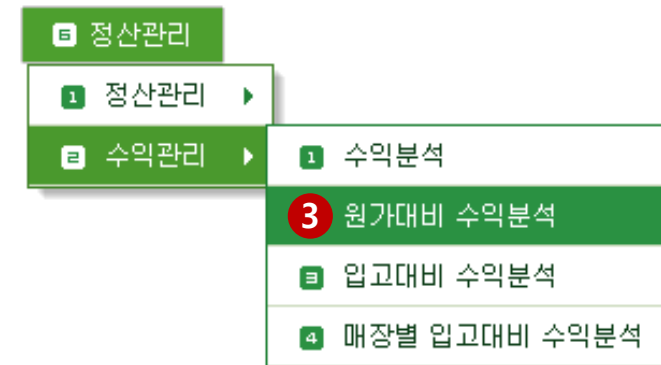 6 정산관리
1 정산관리
2 수익관리
1 수익분석
3 원가대비 수익분석
3 입고대비 수익분석
4 매장별 입고대비 수익분석